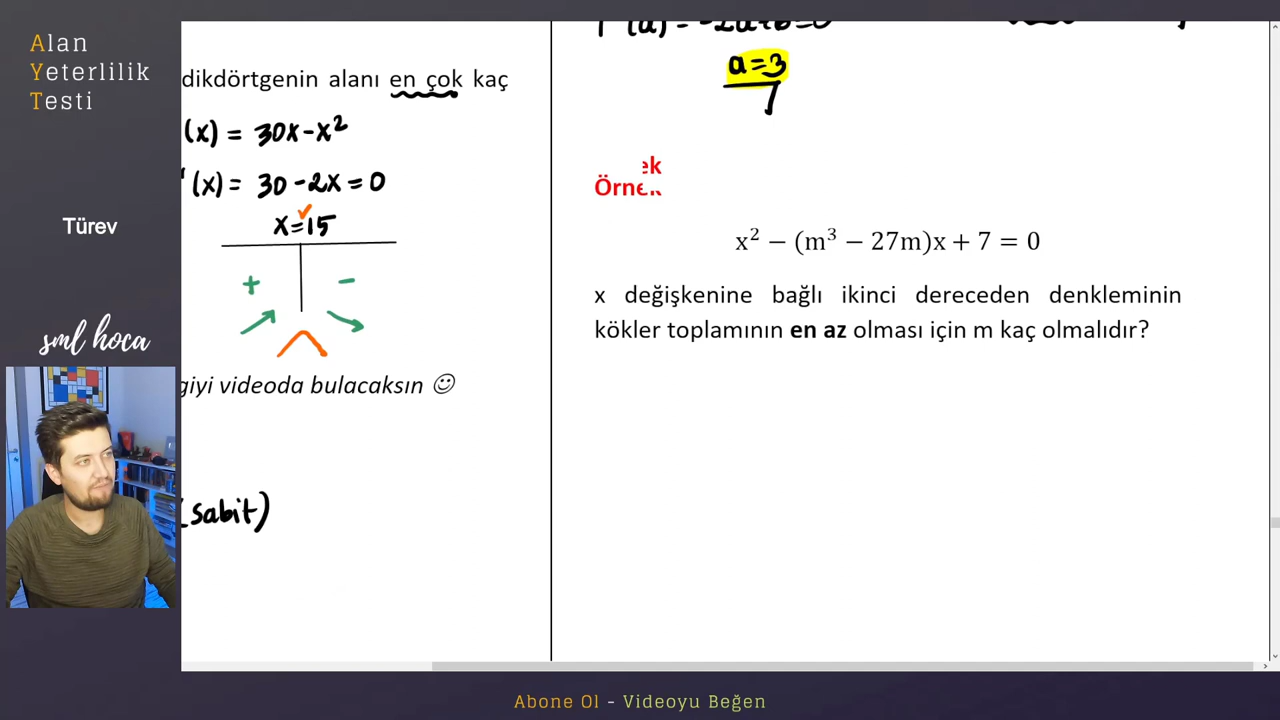 Alan
Yeterlilik
Testi
Türev
sml hoca
dikdörtgenin alanı en çok kaç
(x) = 30x-x²
'(x) = 30-2x=0
x=15
+ -
giyi videoda bulacaksın ☺
(sabit)
a=3
ek
Örnek
x² − (m³ − 27m)x + 7 = 0
x değişkenine bağlı ikinci dereceden denkleminin
kökler toplamının en az olması için m kaç olmalıdır?
Abone Ol - Videoyu Beğen